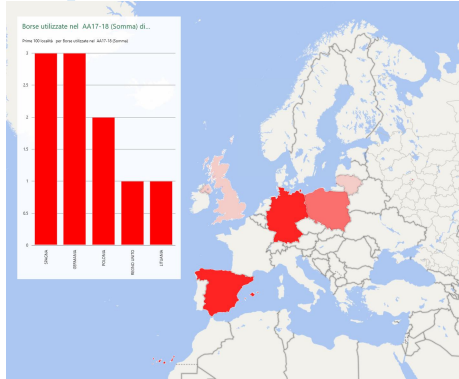 Borse utilizzate nel AA17-18 (Somma) di...
Prime 100 località per Borse utilizzate nel AA17-18 (Somma)
3
2,5
2
1,5
1
0,5
0
SPAGNA
GERMANIA
POLONIA
REGNO UNITO
LITUANIA